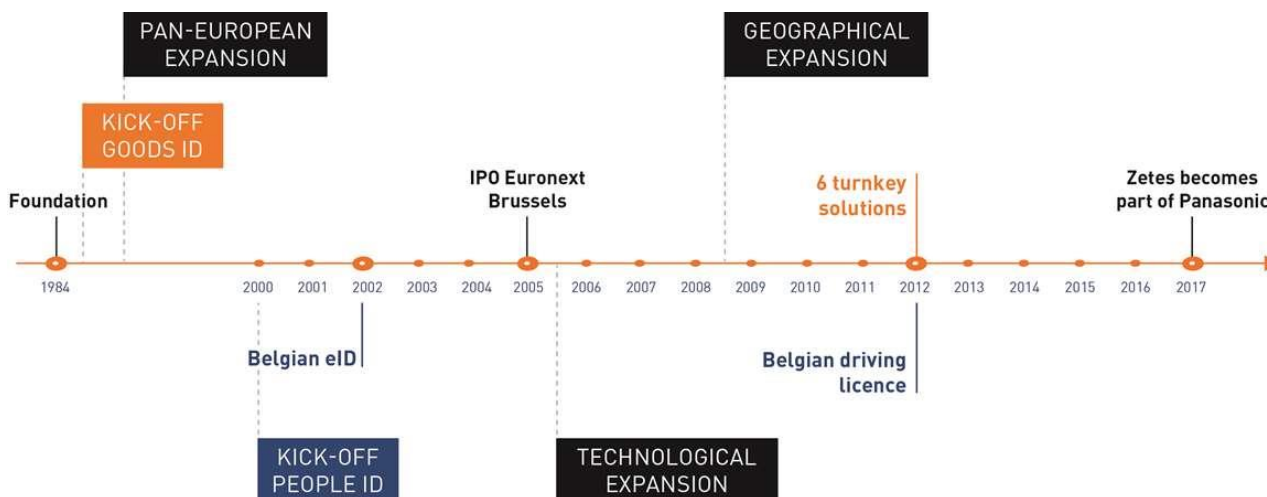 PAN-EUROPEAN
EXPANSION
GEOGRAPHICAL
EXPANSION
KICK-OFF
GOODS ID
Foundation
IPO Euronext
Brussels
6 turnkey
solutions
Zetes becomes
part of Panasonic
1984
2000
2001
2002
2003
2004
2005
2006
2007
2008
2009
2010
2011
2012
2013
2014
2015
2016
2017
Belgian eID
Belgian driving
licence
KICK-OFF
PEOPLE ID
TECHNOLOGICAL
EXPANSION